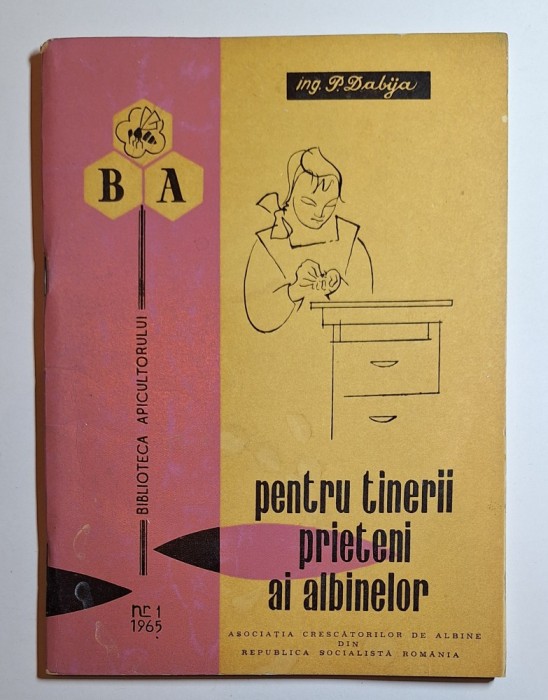 ing. P. Dabija
B A
BIBLIOTECA APICULTORULUI
pentru tinerii
prieteni
ai albinelor
nr. 1
1965
ASOCIAȚIA CRESCĂTORILOR DE ALBINE
DIN
REPUBLICA SOCIALISTĂ ROMÂNIA